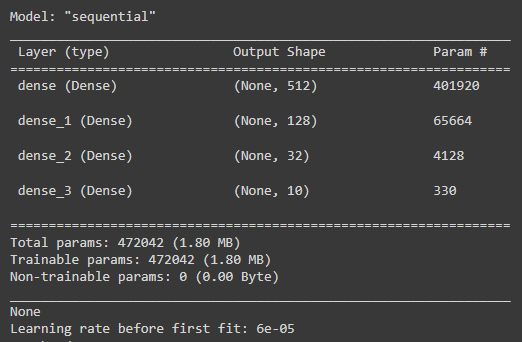 Model: "sequential"
_________________________________________________________________
Layer (type) Output Shape Param #
=================================================================
dense (Dense) (None, 512) 401920
dense_1 (Dense) (None, 128) 65664
dense_2 (Dense) (None, 32) 4128
dense_3 (Dense) (None, 10) 330
=================================================================
Total params: 472042 (1.80 MB)
Trainable params: 472042 (1.80 MB)
Non-trainable params: 0 (0.00 Byte)
_________________________________________________________________
None
Learning rate before first fit: 6e-05